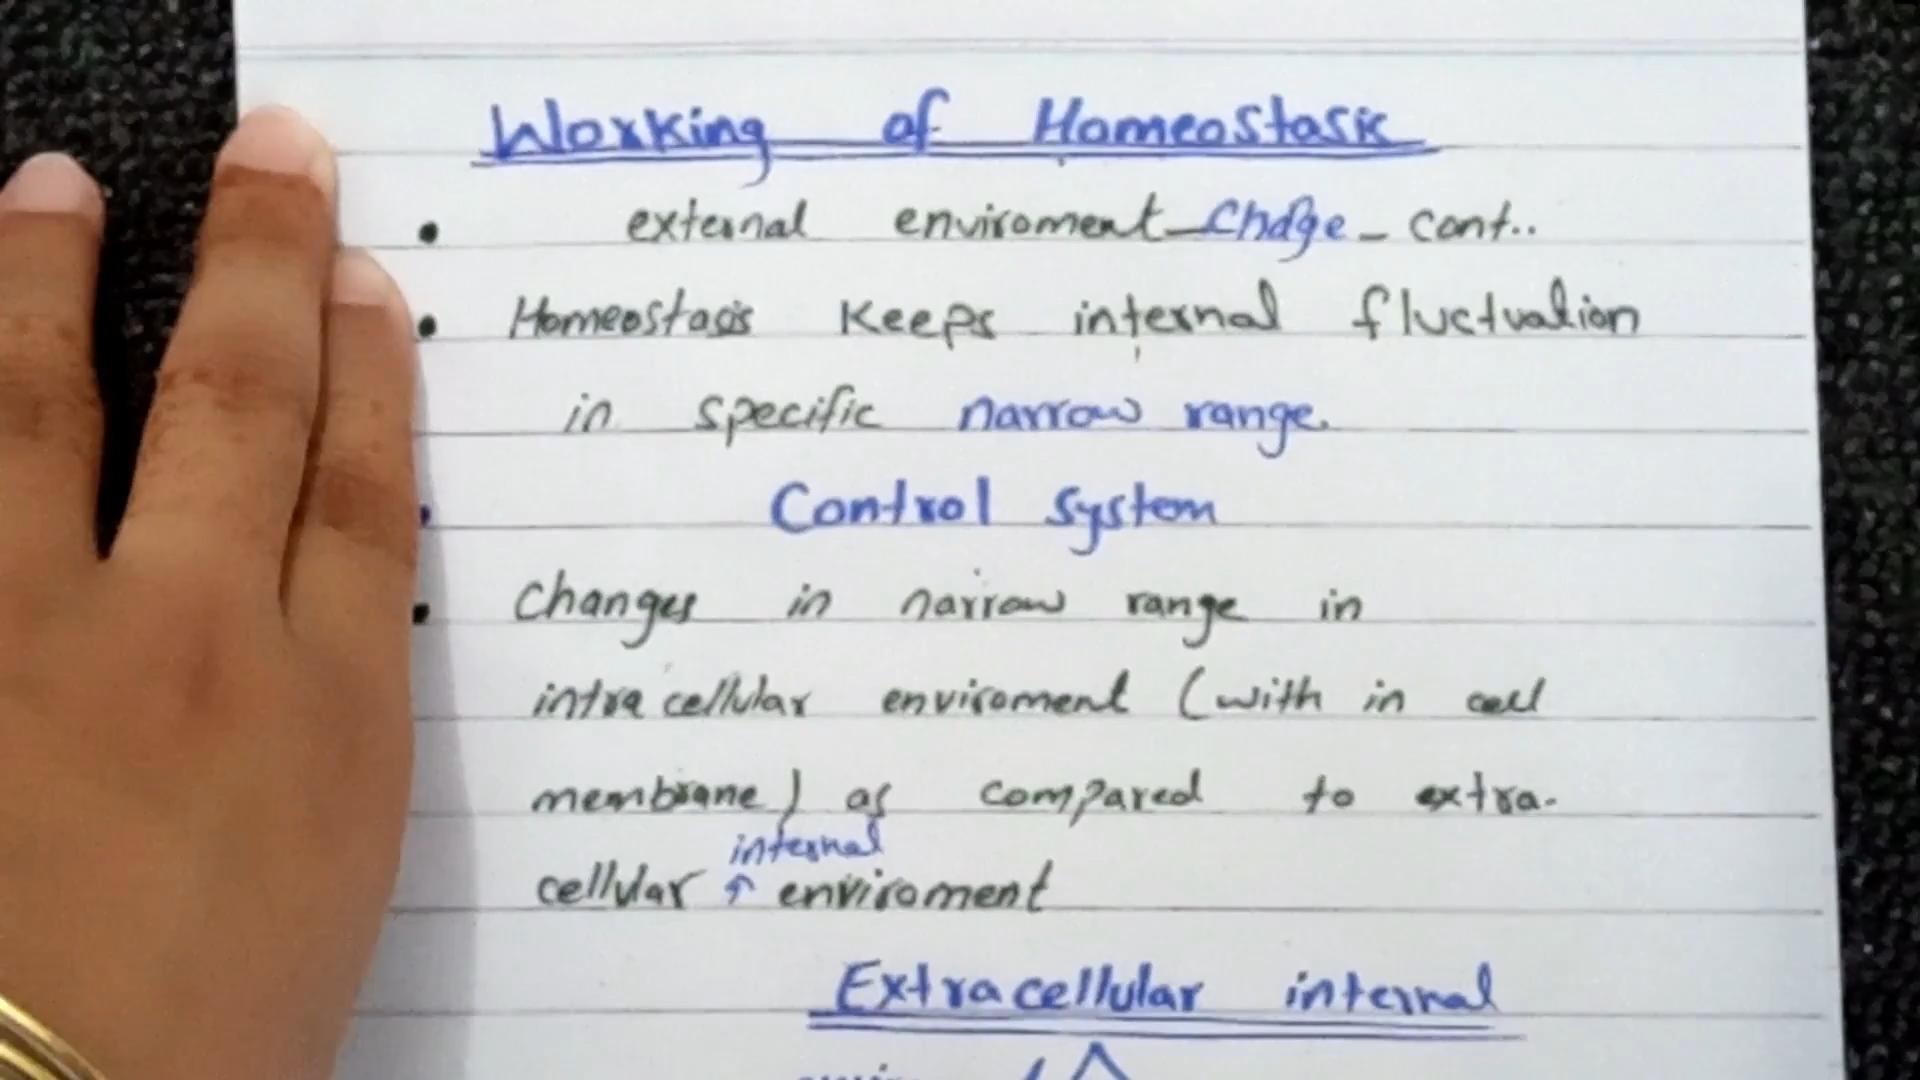 Working of Homeostasis
• external enviroment - Chage - cont..
• Homeostasis Keeps internal fluctuation
in specific narrow range.
• Control system
• Changes in narrow range in
intra cellular enviroment (with in cell
membrane) as compared to extra-
internal
cellular ↑ enviroment
Extracellular internal